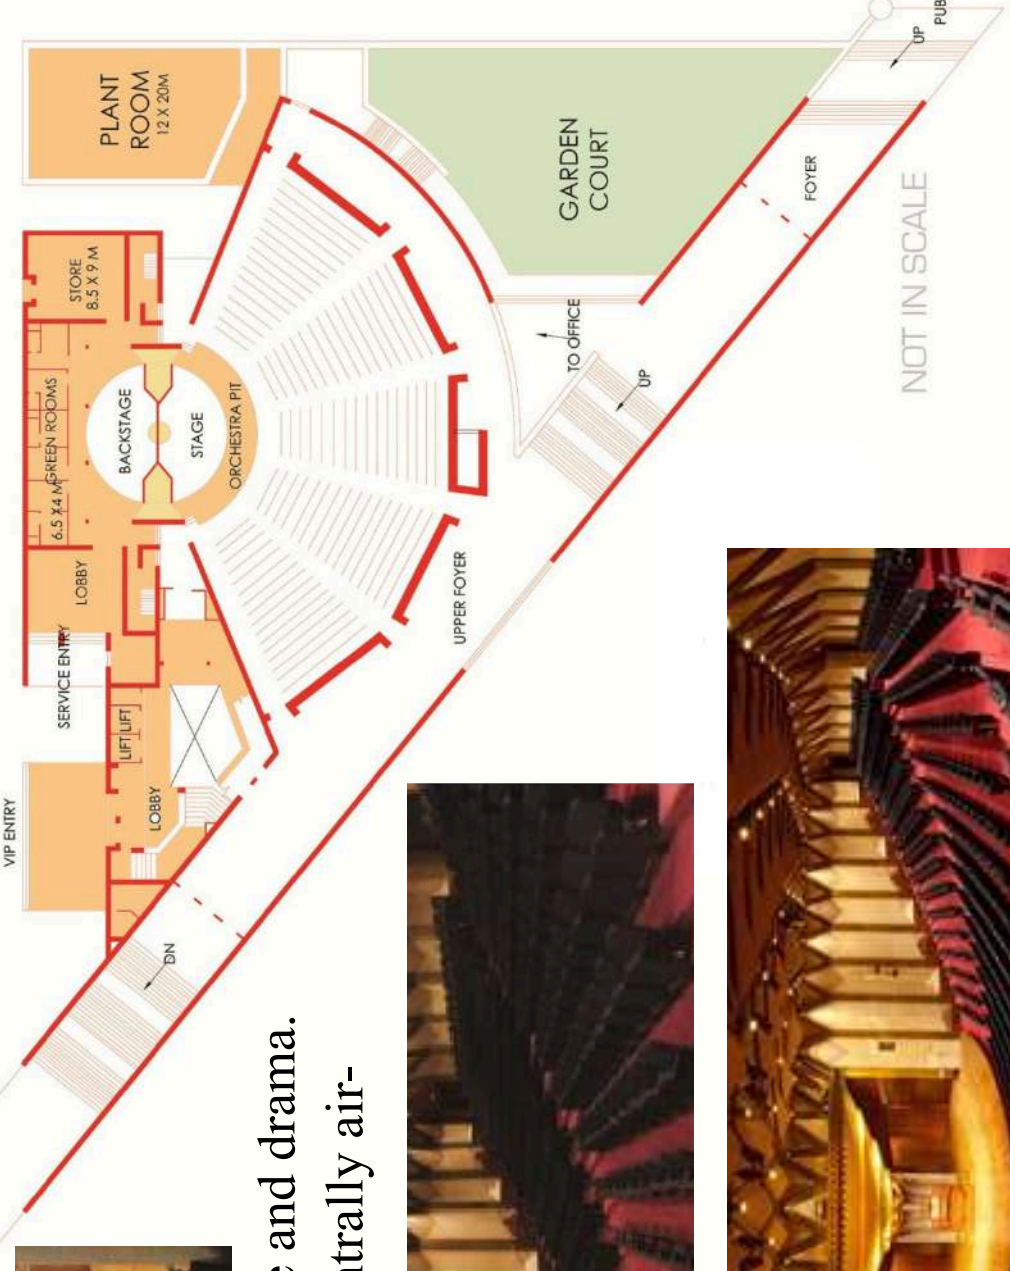 VIP ENTRY
SERVICE ENTRY
LOBBY
GREEN ROOMS
6.5 X4 M
STORE
8.5 X 9 M
PLANT
ROOM
12 X 20M
LIFT LIFT
BACKSTAGE
LOBBY
DN
STAGE
ORCHESTRA PIT
e and drama.
ntrally air-
UPPER FOYER
GARDEN
COURT
TO OFFICE
UP
FOYER
UP
PUB
NOT IN SCALE